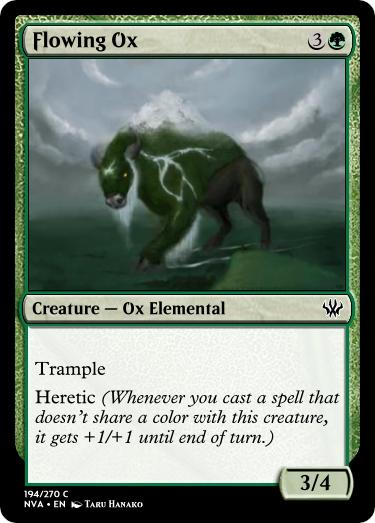 Flowing Ox 3
Creature — Ox Elemental
Trample
Heretic (Whenever you cast a spell that
doesn't share a color with this creature,
it gets +1/+1 until end of turn.)
3/4
194/270 C
NVA • EN Taru Hanako